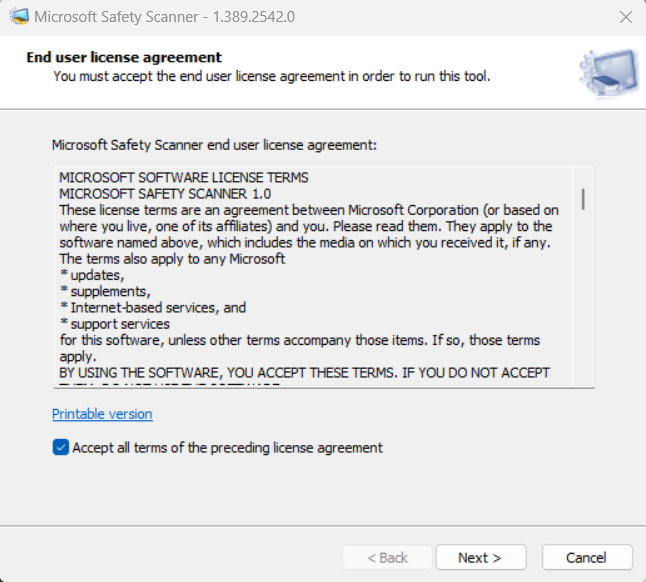 Microsoft Safety Scanner - 1.389.2542.0
End user license agreement
You must accept the end user license agreement in order to run this tool.
Microsoft Safety Scanner end user license agreement:
MICROSOFT SOFTWARE LICENSE TERMS
MICROSOFT SAFETY SCANNER 1.0
These license terms are an agreement between Microsoft Corporation (or based on
where you live, one of its affiliates) and you. Please read them. They apply to the
software named above, which includes the media on which you received it, if any.
The terms also apply to any Microsoft
* updates,
* supplements,
* Internet-based services, and
* support services
for this software, unless other terms accompany those items. If so, those terms
apply.
BY USING THE SOFTWARE, YOU ACCEPT THESE TERMS. IF YOU DO NOT ACCEPT
THEM, DO NOT USE THE SOFTWARE
Printable version
Accept all terms of the preceding license agreement
< Back
Next >
Cancel